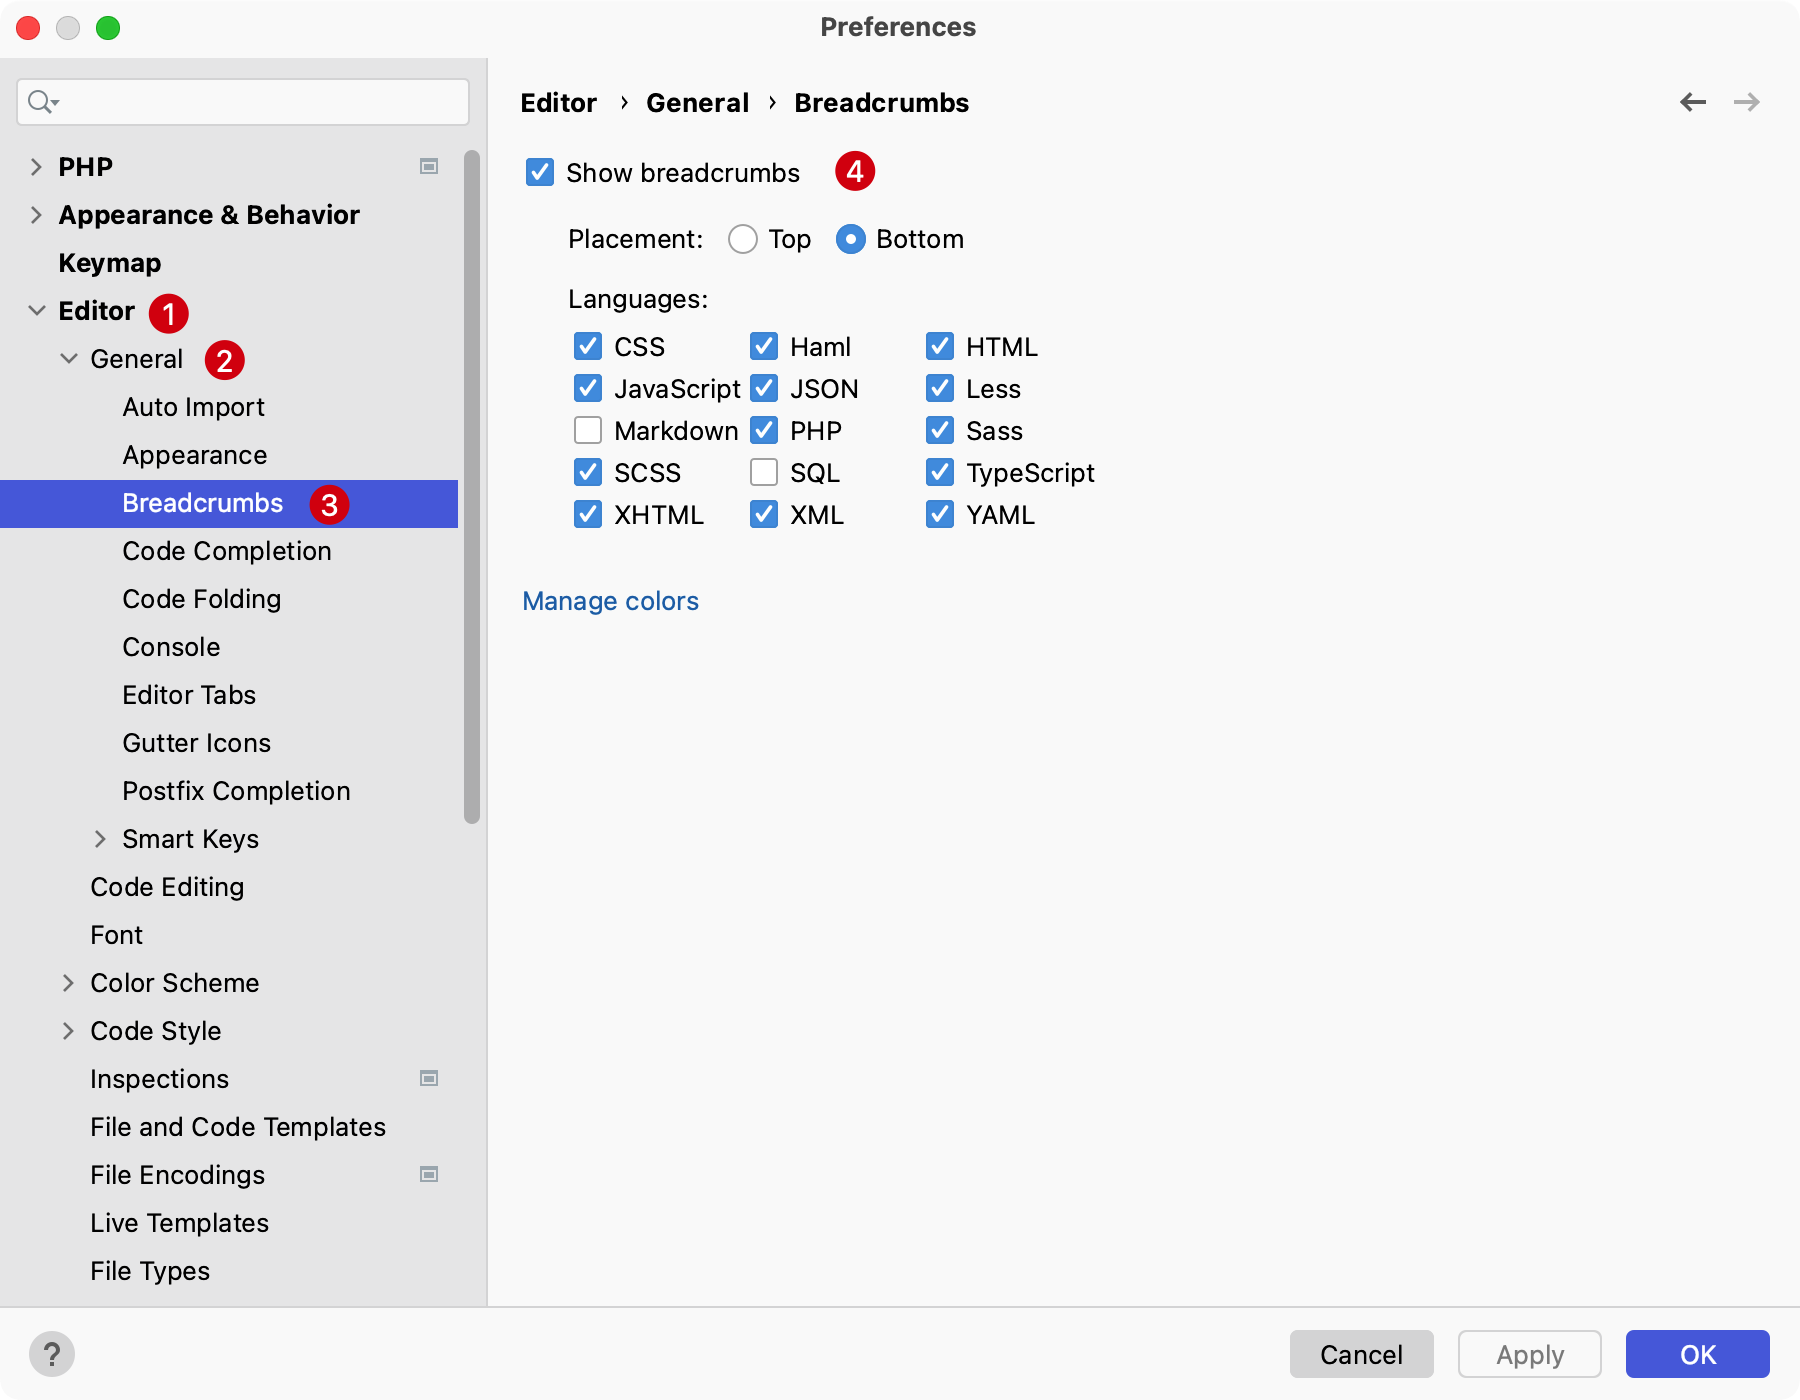 Preferences
PHP
Appearance & Behavior
Keymap
Editor 1
General 2
Auto Import
Appearance
Breadcrumbs 3
Code Completion
Code Folding
Console
Editor Tabs
Gutter Icons
Postfix Completion
Smart Keys
Code Editing
Font
Color Scheme
Code Style
Inspections
File and Code Templates
File Encodings
Live Templates
File Types
Editor › General › Breadcrumbs
Show breadcrumbs 4
Placement: Top Bottom
Languages:
CSS Haml HTML
JavaScript JSON Less
Markdown PHP Sass
SCSS SQL TypeScript
XHTML XML YAML
Manage colors
? Cancel Apply OK